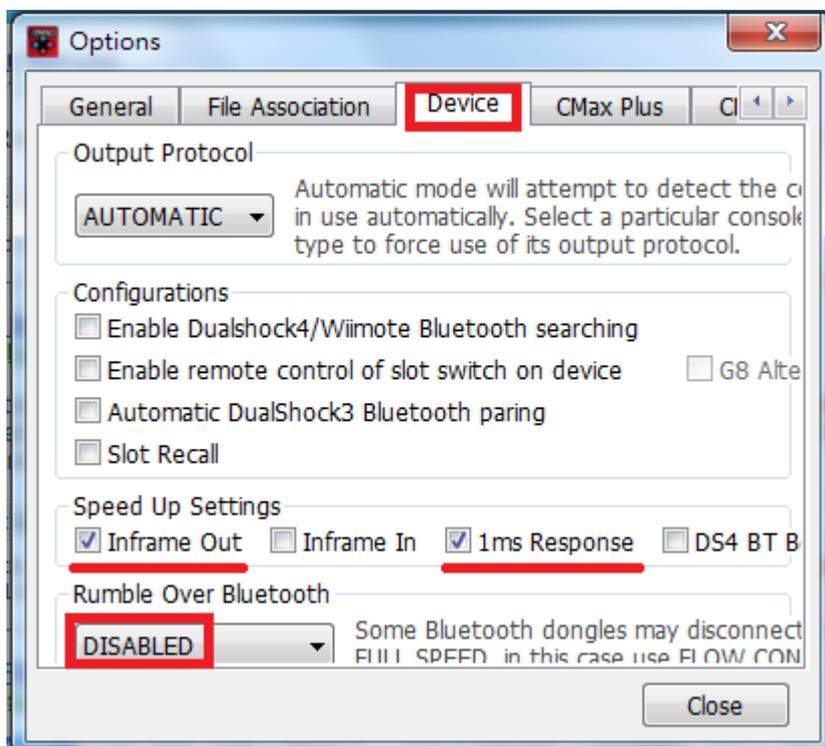 Options
General File Association Device CMax Plus
Output Protocol
AUTOMATIC
Automatic mode will attempt to detect the
in use automatically. Select a particular console
type to force use of its output protocol.
Configurations
Enable Dualshock4/Wiimote Bluetooth searching
Enable remote control of slot switch on device G8 Alte
Automatic DualShock3 Bluetooth paring
Slot Recall
Speed Up Settings
Inframe Out Inframe In 1ms Response DS4 BT B
Rumble Over Bluetooth
DISABLED
Some Bluetooth dongles may disconnect
FULL SPEED, in this case use FLOW CON
Close